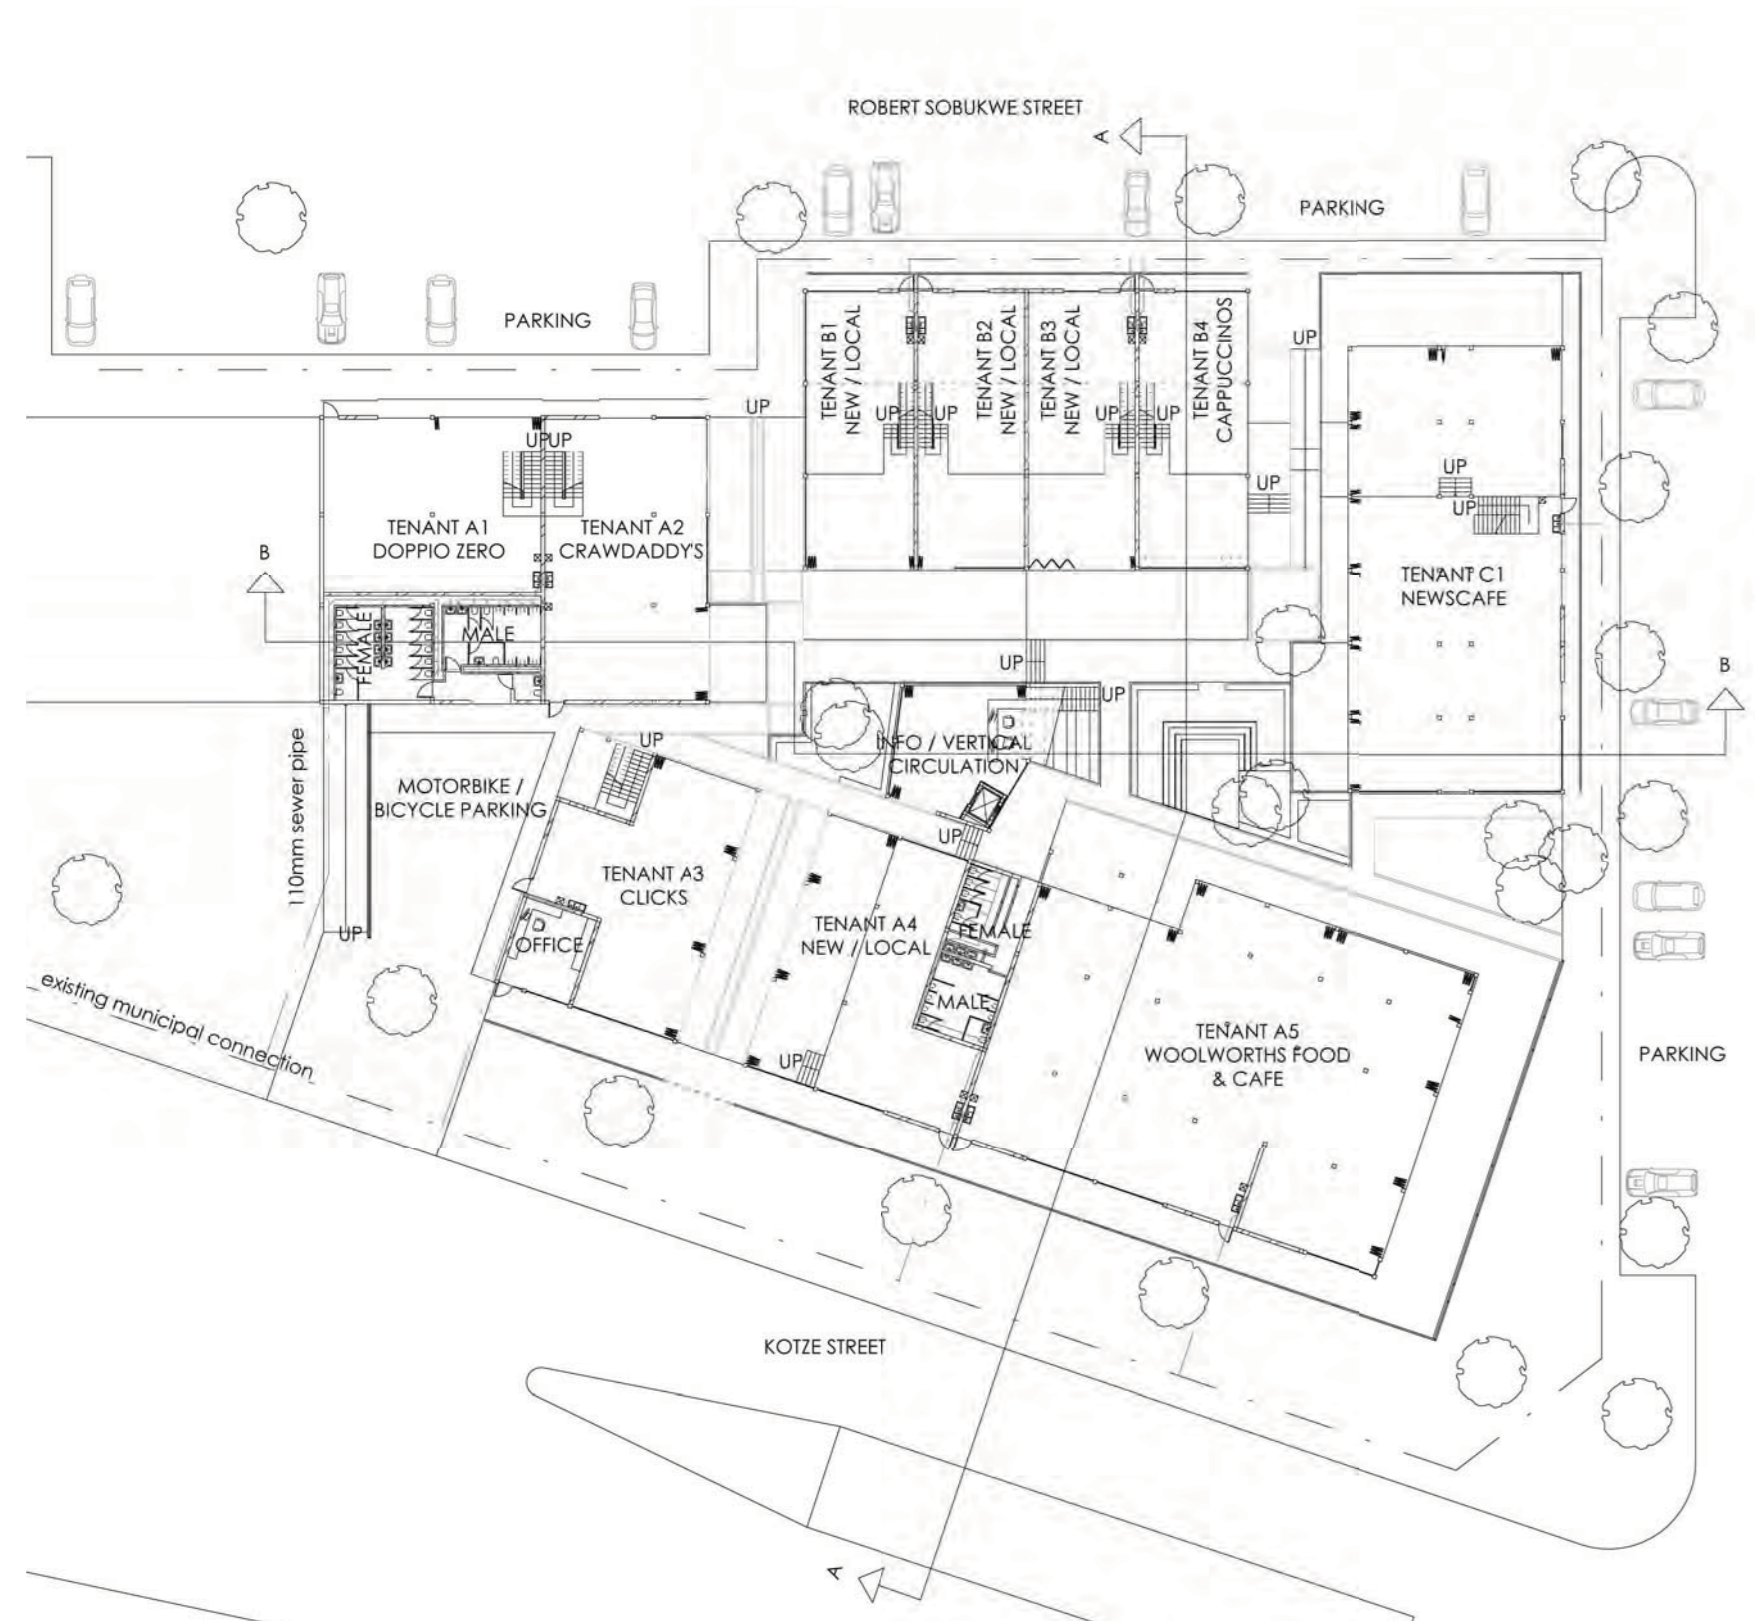 ROBERT SOBUKWE STREET
A
PARKING
PARKING
TENANT B1
NEW / LOCAL
TENANT B2
NEW / LOCAL
TENANT B3
NEW / LOCAL
TENANT B4
CAPPUCCINOS
UP
UP
UP
UP
UP
UP
UP
UP
UP
UP
UP
TENANT A1
DOPPIO ZERO
TENANT A2
CRAWDADDY'S
B
TENANT C1
NEWSCAFE
FEMALE
MALE
UP
B
UP
INFO / VERTICAL
CIRCULATION
UP
110mm sewer pipe
MOTORBIKE /
BICYCLE PARKING
UP
TENANT A3
CLICKS
OFFICE
UP
TENANT A4
NEW / LOCAL
FEMALE
MALE
existing municipal connection
TENANT A5
WOOLWORTHS FOOD
& CAFE
UP
PARKING
KOTZE STREET
A